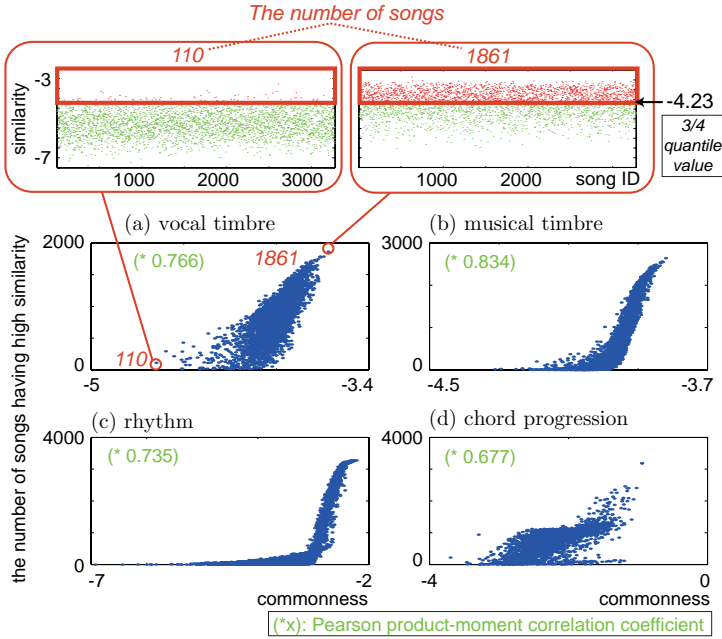 The number of songs
110
1861
similarity
-3
-7
1000
2000
3000
1000
2000
song ID
-4.23
3/4
quantile
value
the number of songs having high similarity
(a) vocal timbre
2000
(* 0.766)
1861
110
0
-5
-3.4
(b) musical timbre
3000
(* 0.834)
0
-4.5
-3.7
(c) rhythm
4000
(* 0.735)
0
-7
-2
commonness
(d) chord progression
4000
(* 0.677)
0
-4
0
commonness
(*x): Pearson product-moment correlation coefficient